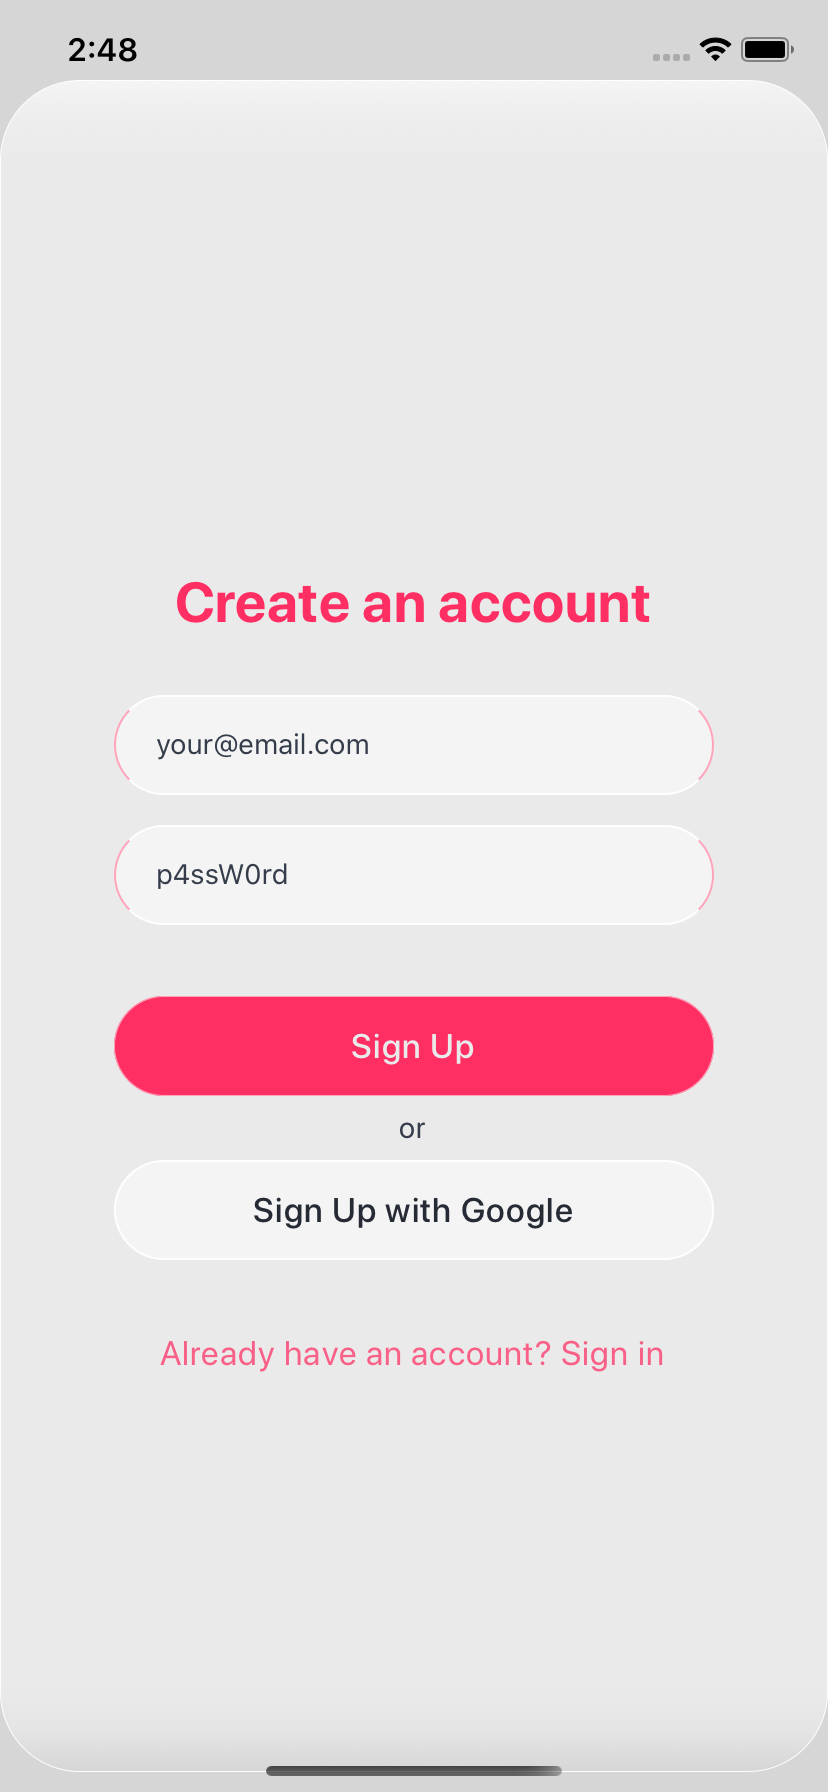 2:48
Create an account
your@email.com
p4ssW0rd
Sign Up
or
Sign Up with Google
Already have an account? Sign in